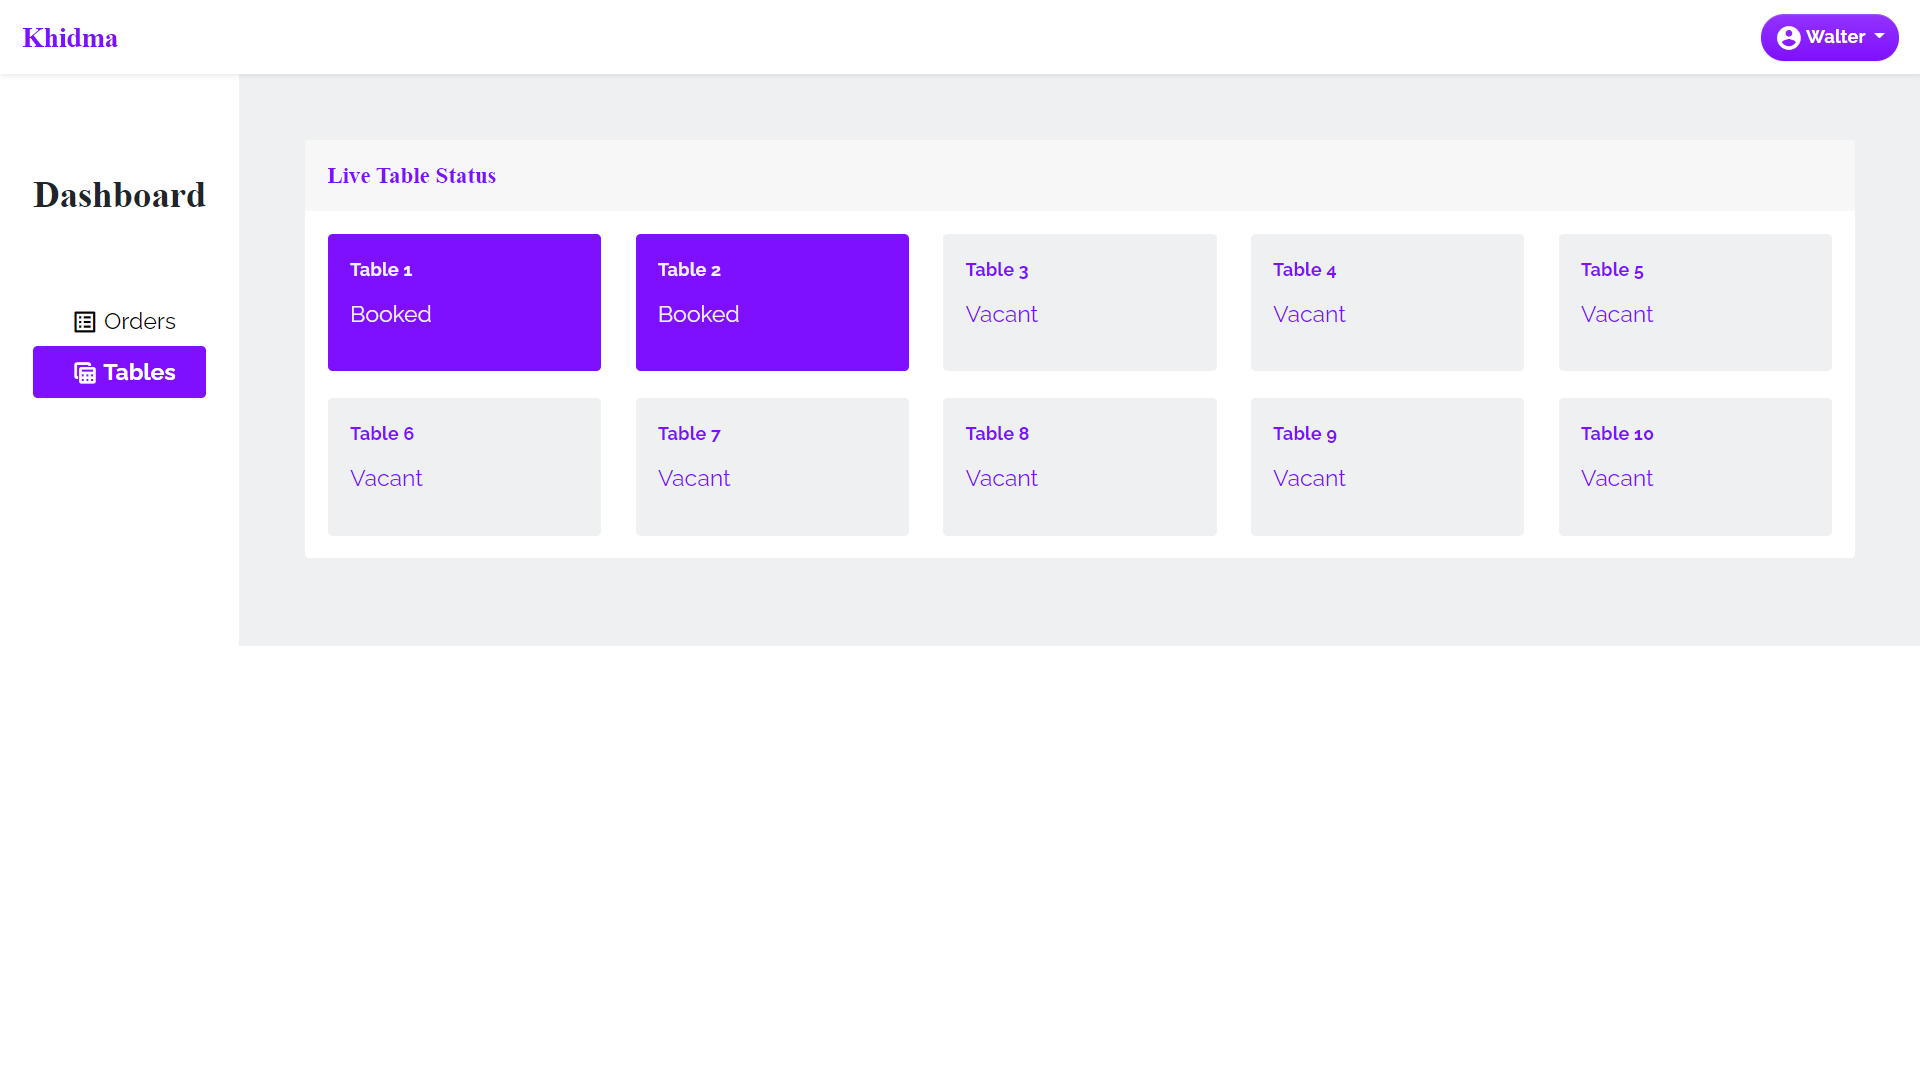 Khidma
Walter
Dashboard
Orders
Tables
Live Table Status
Table 1
Booked
Table 2
Booked
Table 3
Vacant
Table 4
Vacant
Table 5
Vacant
Table 6
Vacant
Table 7
Vacant
Table 8
Vacant
Table 9
Vacant
Table 10
Vacant